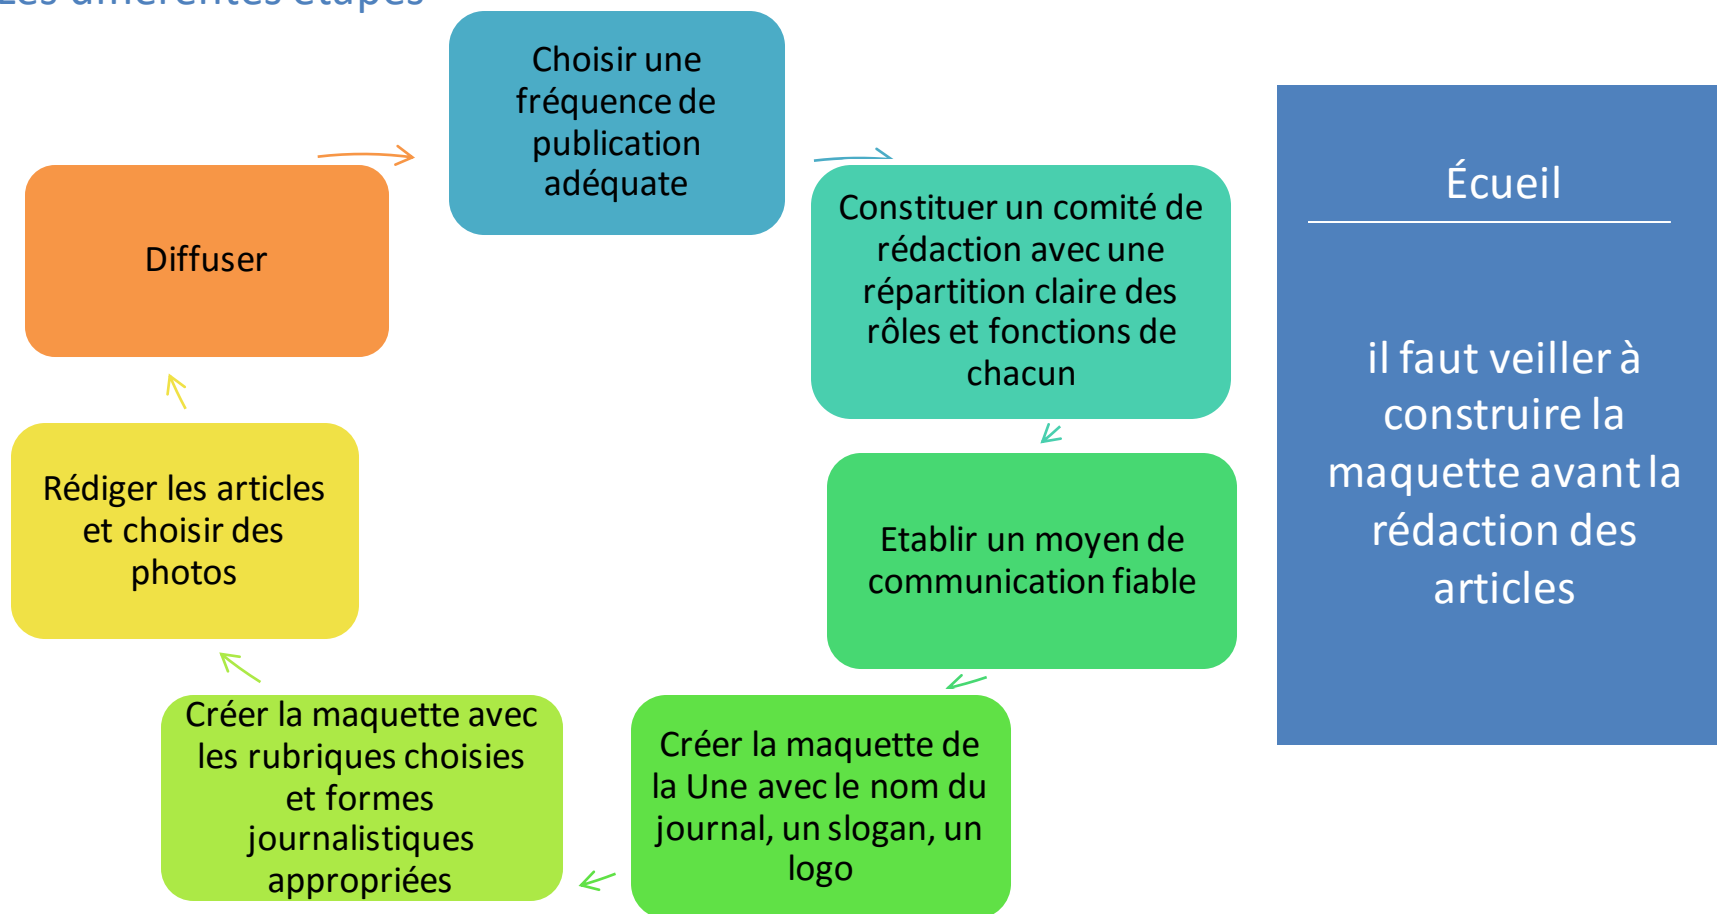 Les différentes étapes
Choisir une
fréquence de
publication
adéquate
Constituer un comité de
rédaction avec une
répartition claire des
rôles et fonctions de
chacun
Etablir un moyen de
communication fiable
Créer la maquette de
la Une avec le nom du
journal, un slogan, un
logo
Créer la maquette avec
les rubriques choisies
et formes
journalistiques
appropriées
Rédiger les articles
et choisir des
photos
Diffuser
Écueil
il faut veiller à
construire la
maquette avant la
rédaction des
articles